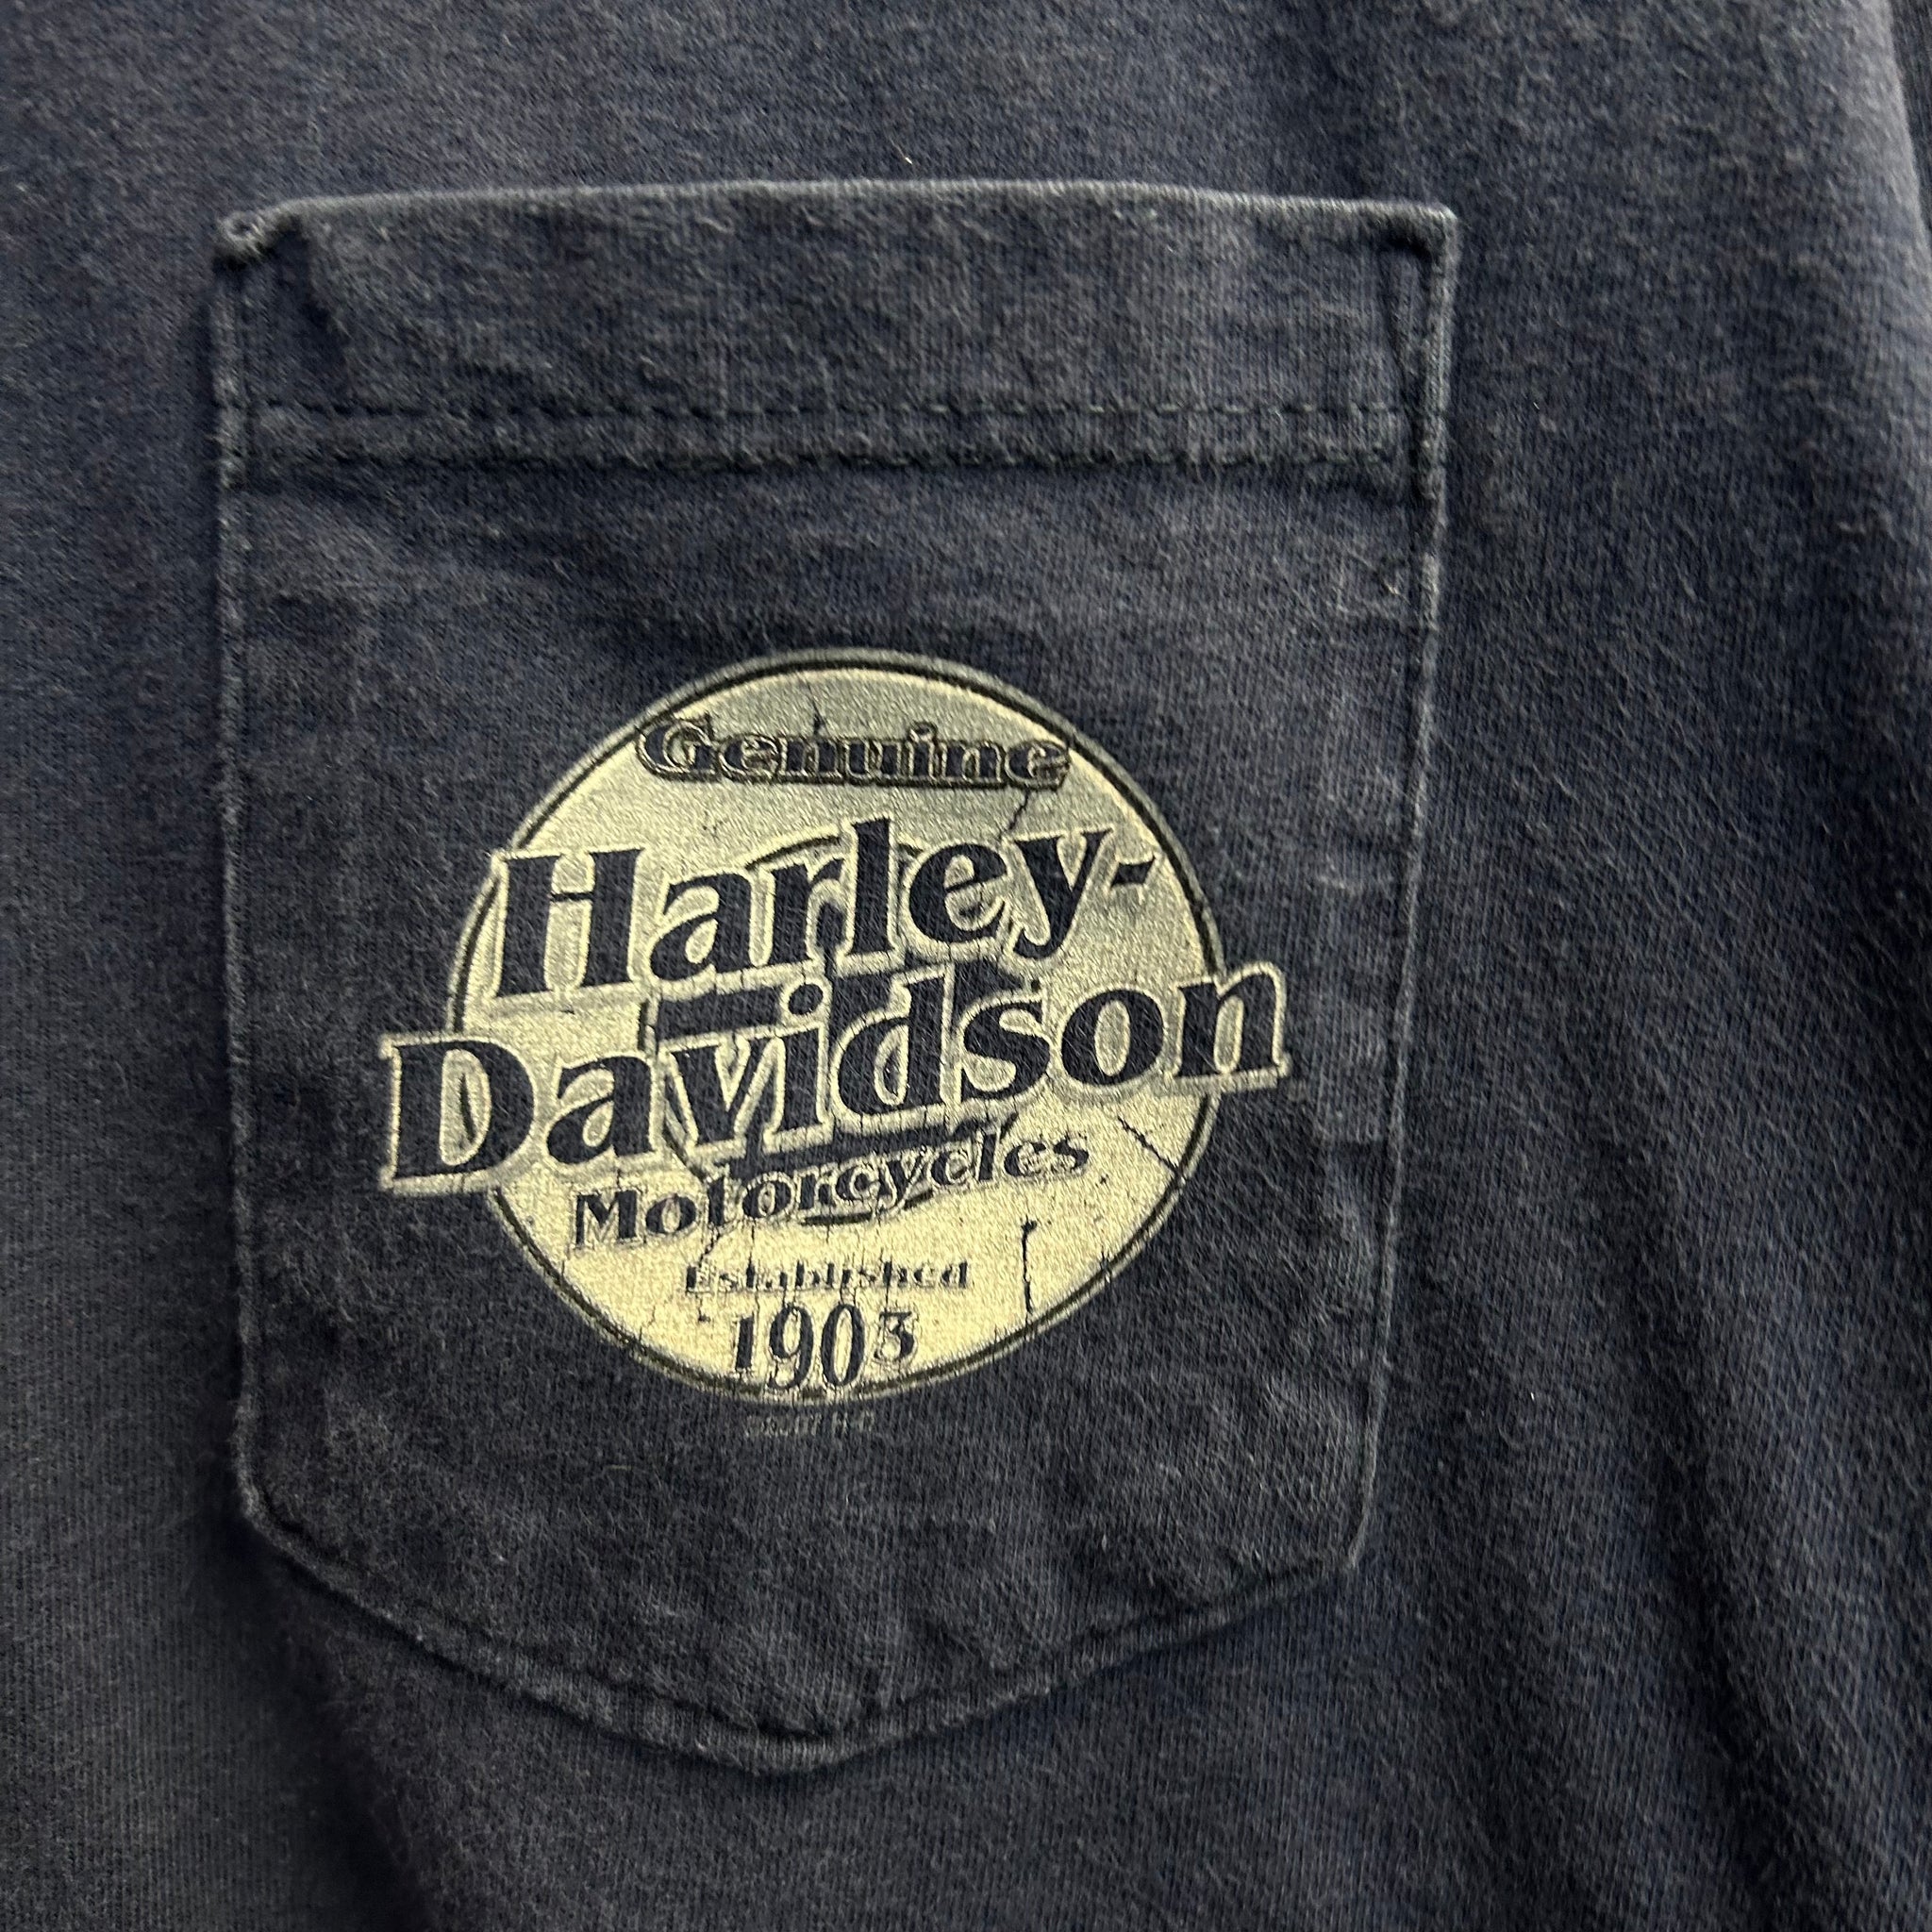 Genuine
Harley-
Davidson
Motorcycles
Established
1903